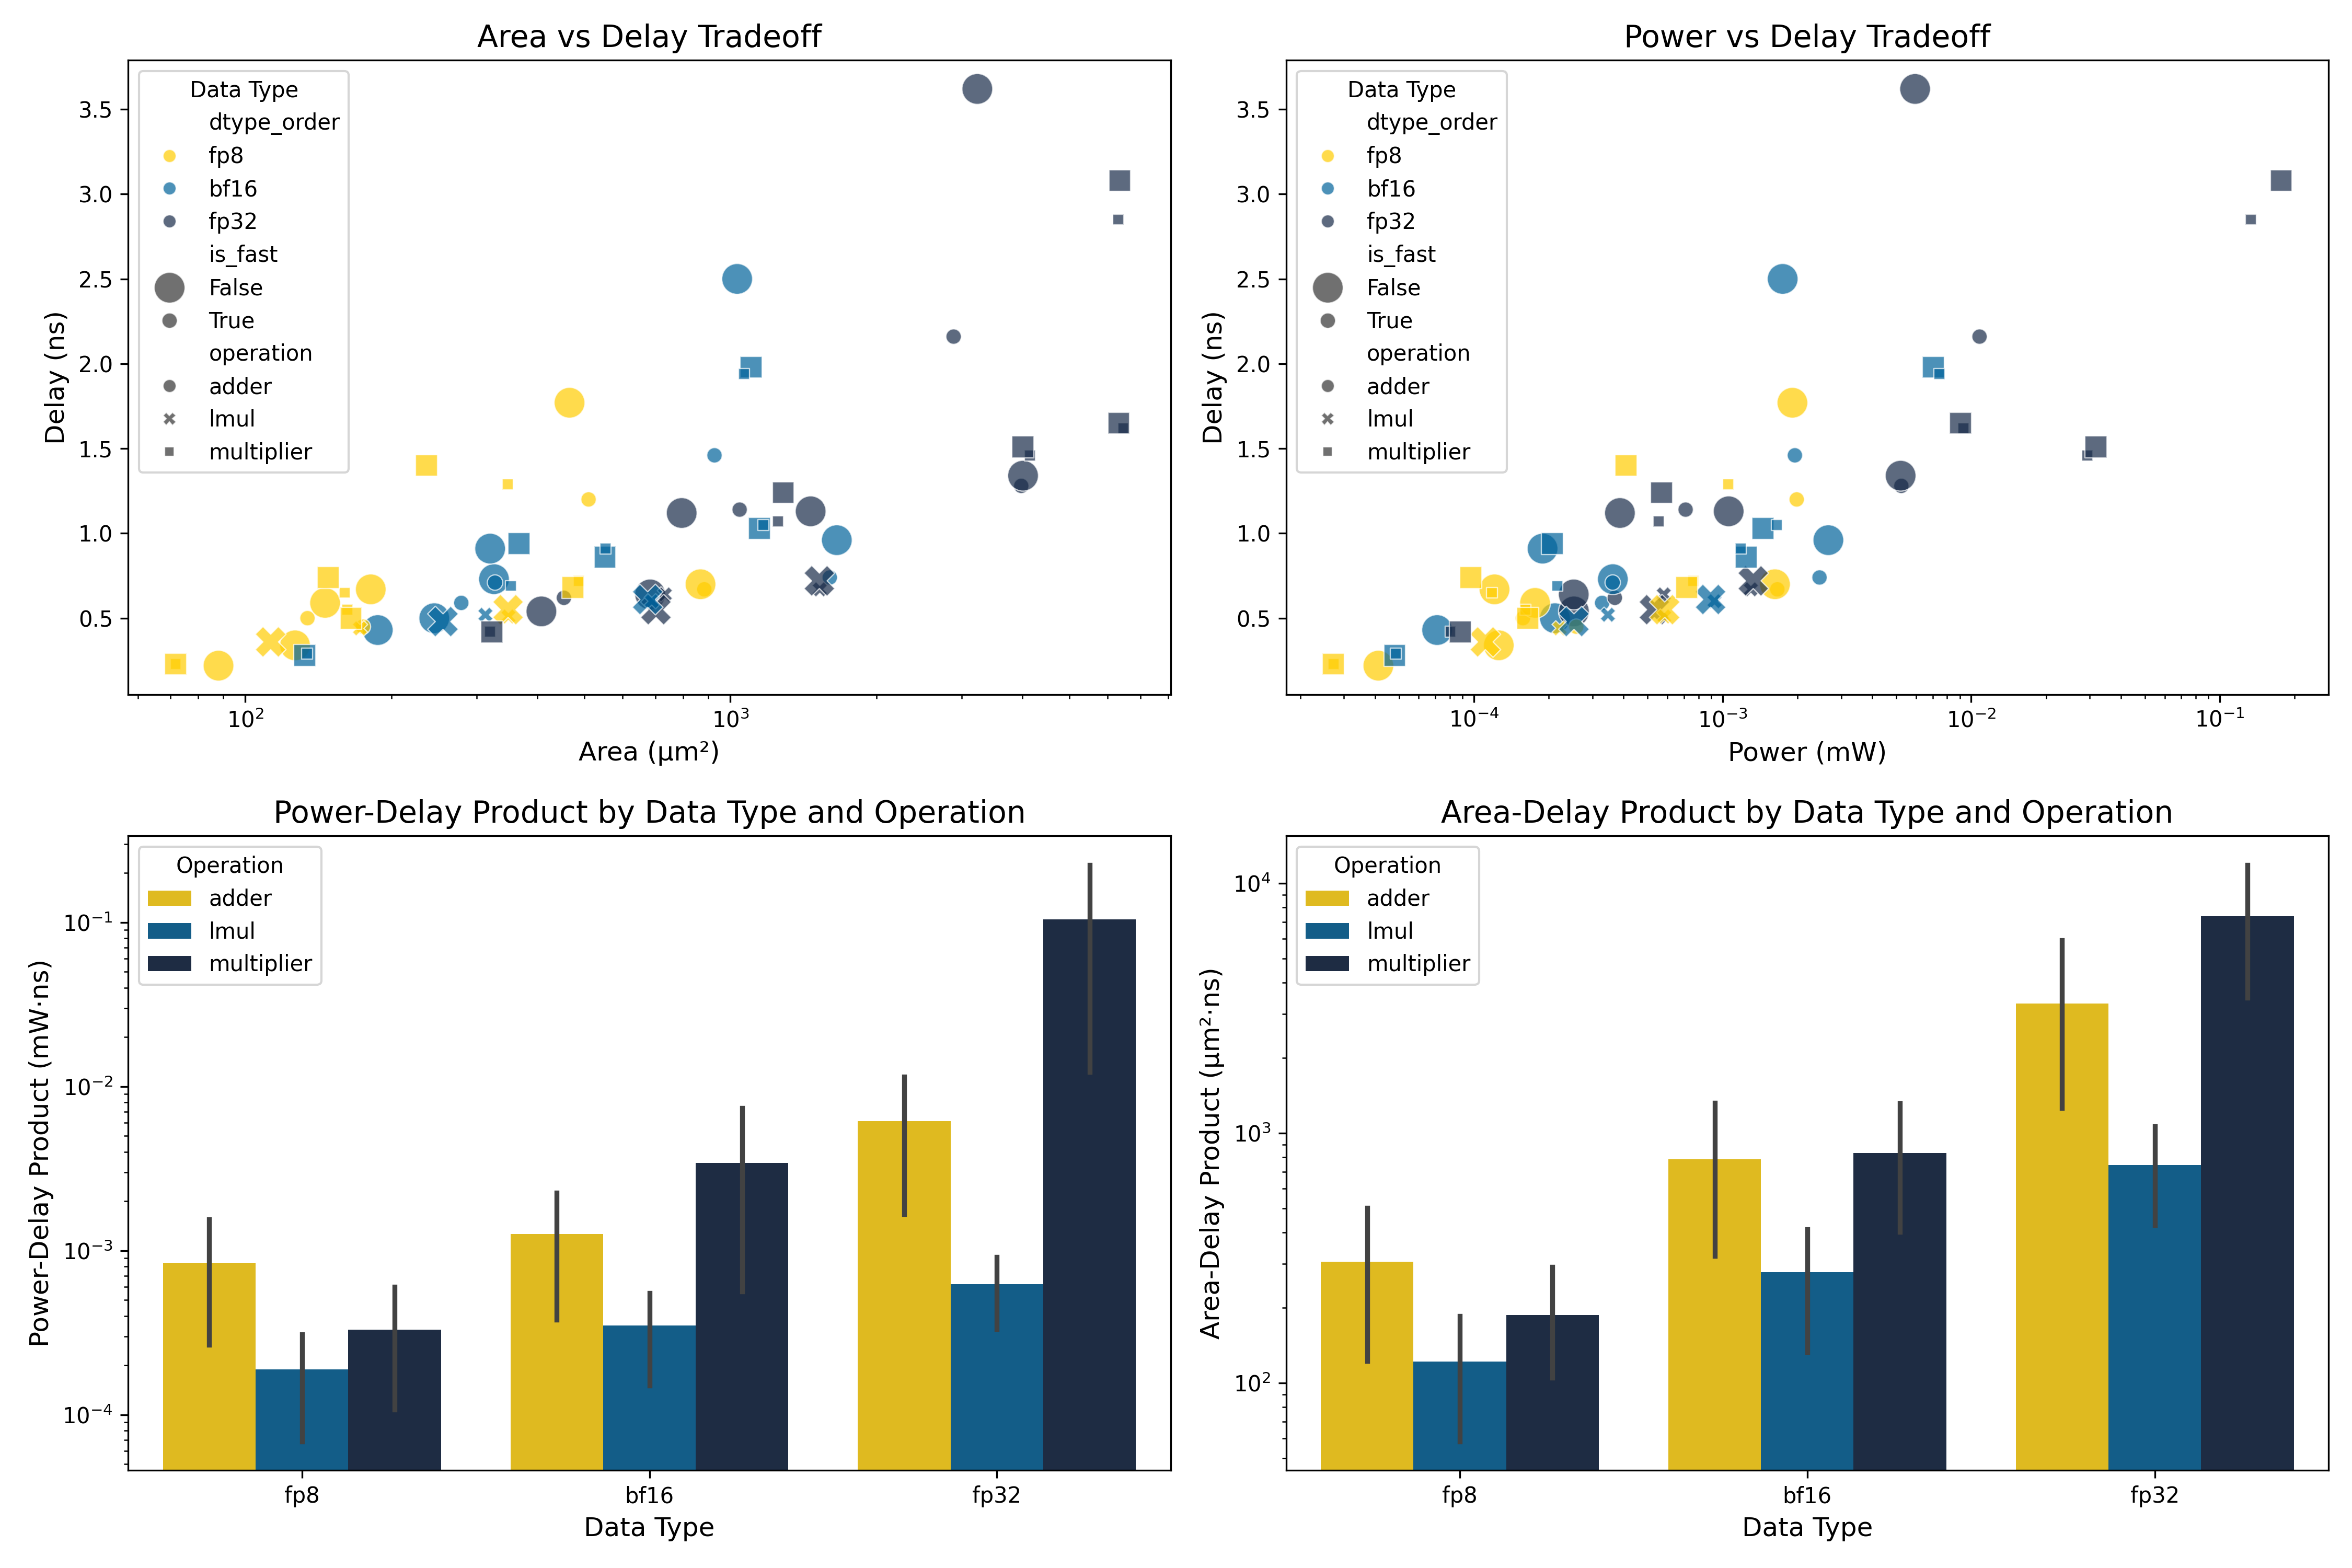 Area vs Delay Tradeoff
Delay (ns)
3.5
3.0
2.5
2.0
1.5
1.0
0.5
Data Type
dtype_order
fp8
bf16
fp32
is_fast
False
True
operation
adder
lmul
multiplier
10²
10³
Area (µm²)
Power vs Delay Tradeoff
Delay (ns)
3.5
3.0
2.5
2.0
1.5
1.0
0.5
Data Type
dtype_order
fp8
bf16
fp32
is_fast
False
True
operation
adder
lmul
multiplier
10⁻⁴
10⁻³
10⁻²
10⁻¹
Power (mW)
Power-Delay Product by Data Type and Operation
Power-Delay Product (mW·ns)
10⁻¹
10⁻²
10⁻³
10⁻⁴
Operation
adder
lmul
multiplier
fp8
bf16
fp32
Data Type
Area-Delay Product by Data Type and Operation
Area-Delay Product (µm²·ns)
10⁴
10³
10²
Operation
adder
lmul
multiplier
fp8
bf16
fp32
Data Type